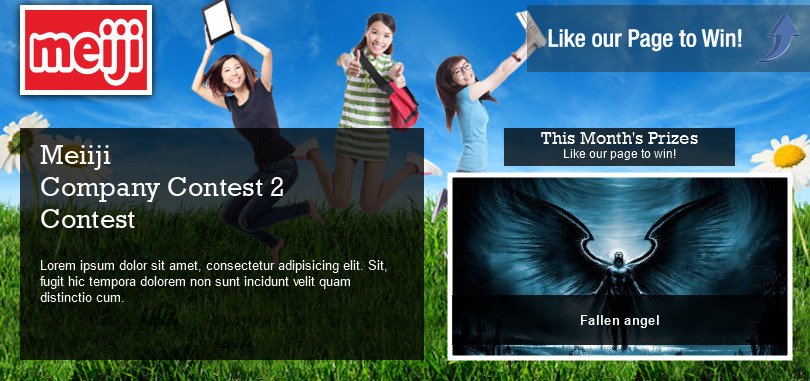 meiji
Like our Page to Win!
Meiiji
Company Contest 2
Contest
Lorem ipsum dolor sit amet, consectetur adipisicing elit. Sit,
fugit hic tempora dolorem non sunt incidunt velit quam
distinctio cum.
This Month's Prizes
Like our page to win!
Fallen angel